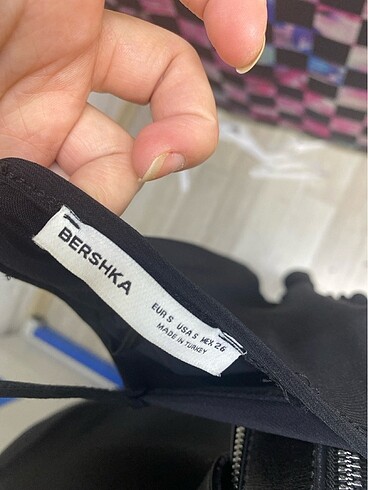 BERSHKA
EUR S USA S MEX 26
MADE IN TURKEY